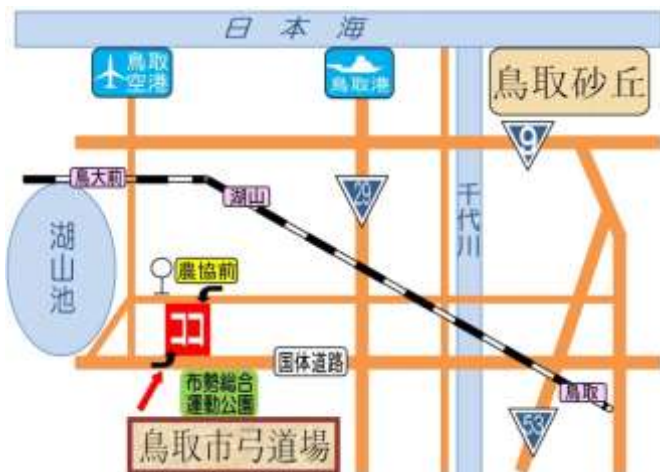 日本海
鳥取
空港
鳥取港
鳥取砂丘
9
鳥大前
湖山
29
千代川
湖山池
農協前
ココ
国体道路
布勢総合
運動公園
鳥取
53
鳥取市弓道場